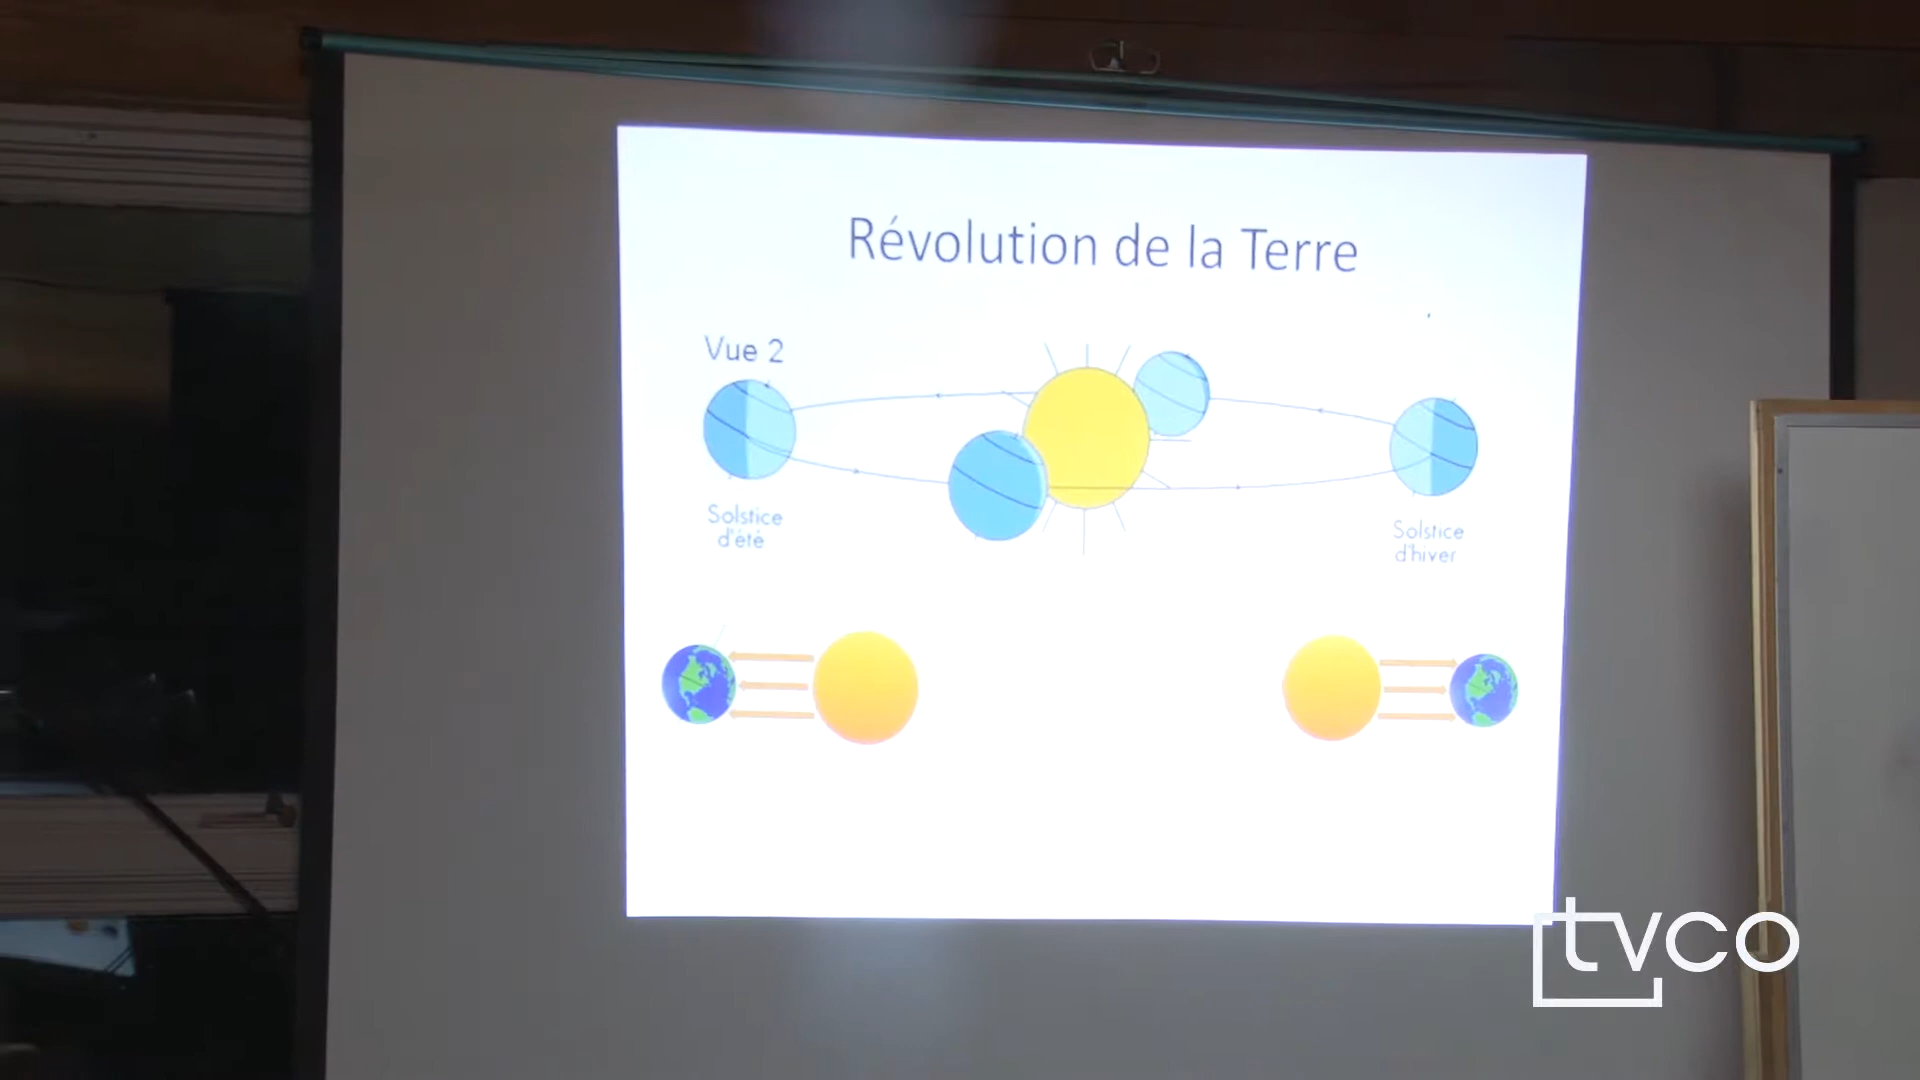 Révolution de la Terre
Vue 2
Solstice
d'été
Solstice
d'hiver
tvco